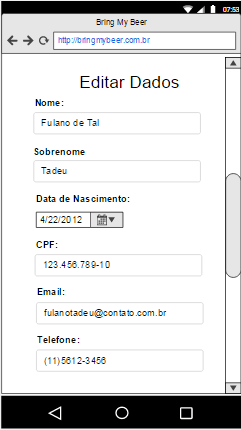 07:53
Bring My Beer
http://bringmybeer.com.br
Editar Dados
Nome:
Fulano de Tal
Sobrenome
Tadeu
Data de Nascimento:
4/22/2012
CPF:
123.456.789-10
Email:
fulanotadeu@contato.com.br
Telefone:
(11)5612-3456